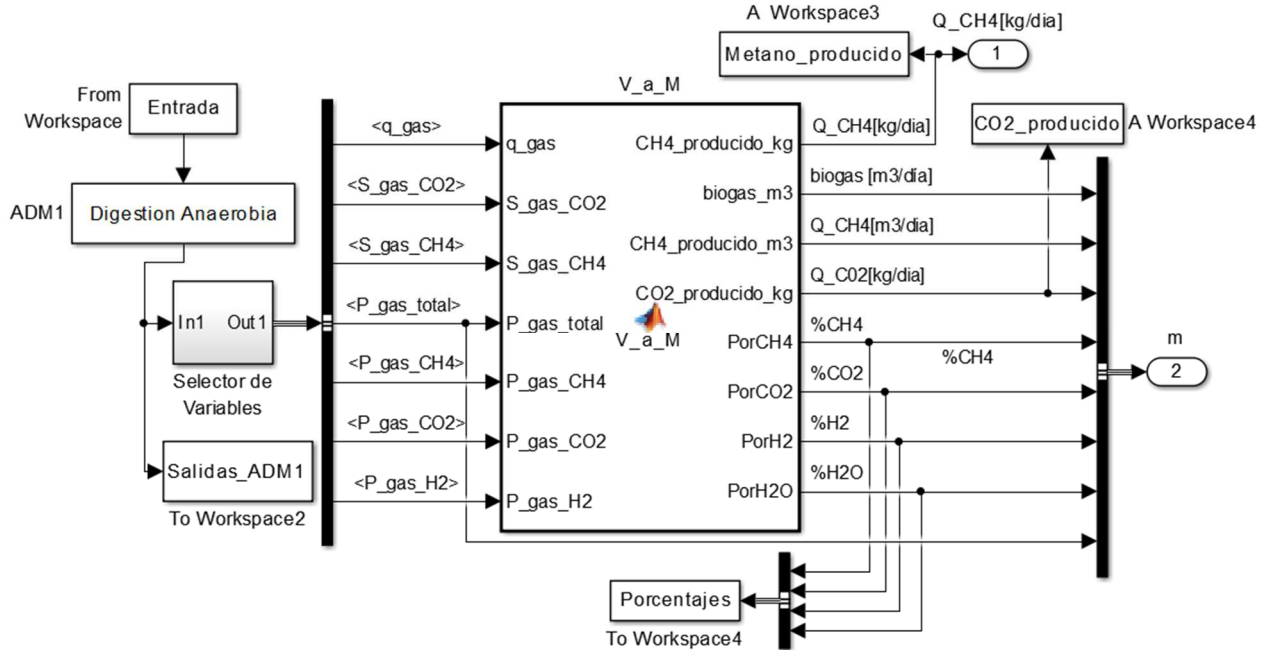 A Workspace3
Metano_producido
Q_CH4[kg/dia]
1
From
Workspace
Entrada
ADM1
Digestion Anaerobia
In1 Out1
Selector de
Variables
Salidas_ADM1
To Workspace2
<q_gas>
<S_gas_CO2>
<S_gas_CH4>
<P_gas_total>
<P_gas_CH4>
<P_gas_CO2>
<P_gas_H2>
V_a_M
q_gas
S_gas_CO2
S_gas_CH4
P_gas_total
P_gas_CH4
P_gas_CO2
P_gas_H2
V_a_M
CH4_producido_kg
biogas_m3
CH4_producido_m3
CO2_producido_kg
PorCH4
PorCO2
PorH2
PorH2O
Q_CH4[kg/dia]
biogas [m3/día]
Q_CH4[m3/dia]
Q_C02[kg/dia]
%CH4
%CH4
%CO2
%H2
%H2O
CO2_producido
A Workspace4
m
2
Porcentajes
To Workspace4